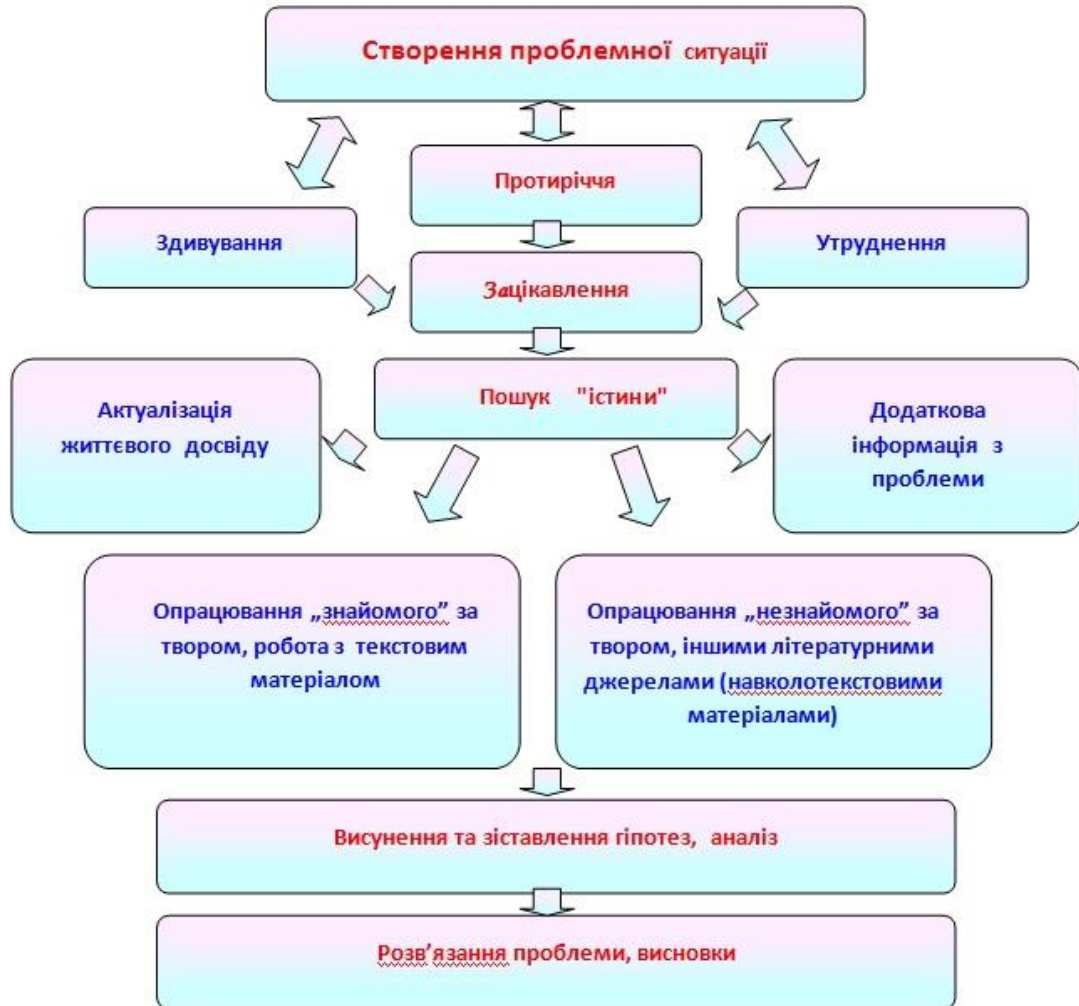 Створення проблемної ситуації
Протиріччя
Здивування
Утруднення
Зацікавлення
Пошук "істини"
Актуалізація
життєвого досвіду
Додаткова
інформація з
проблеми
Опрацювання „знайомого” за
твором, робота з текстовим
матеріалом
Опрацювання „незнайомого” за
твором, іншими літературними
джерелами (навколотекстовими
матеріалами)
Висунення та зіставлення гіпотез, аналіз
Розв’язання проблеми, висновки